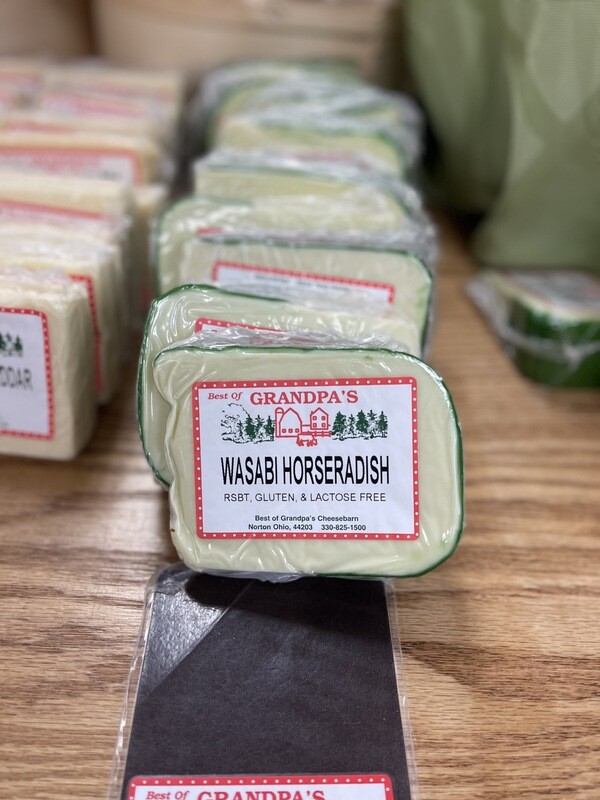 Best Of GRANDPA'S
WASABI HORSERADISH
RSBT, GLUTEN, & LACTOSE FREE
Best of Grandpa's Cheesebarn
Norton Ohio, 44203 330-825-1500
Best Of GRANDPA'S